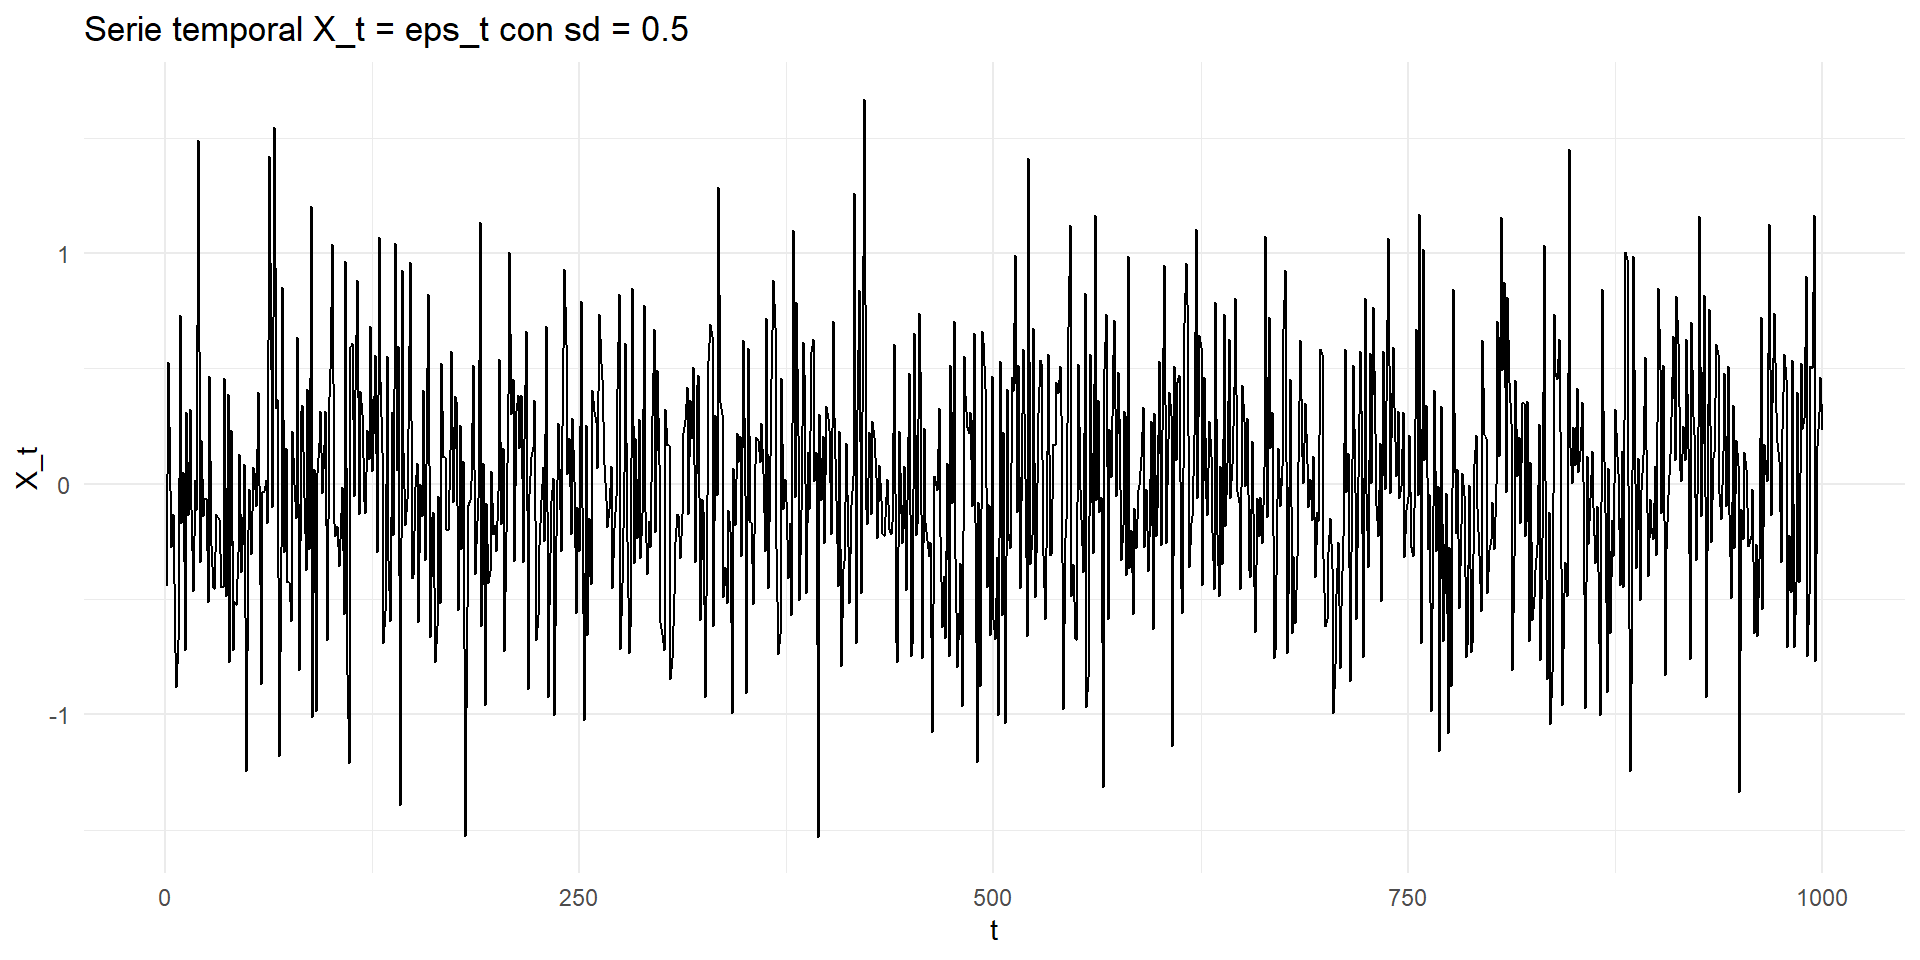 Serie temporal X_t = eps_t con sd = 0.5
X_t
1
0
-1
0 250 500 750 1000
t